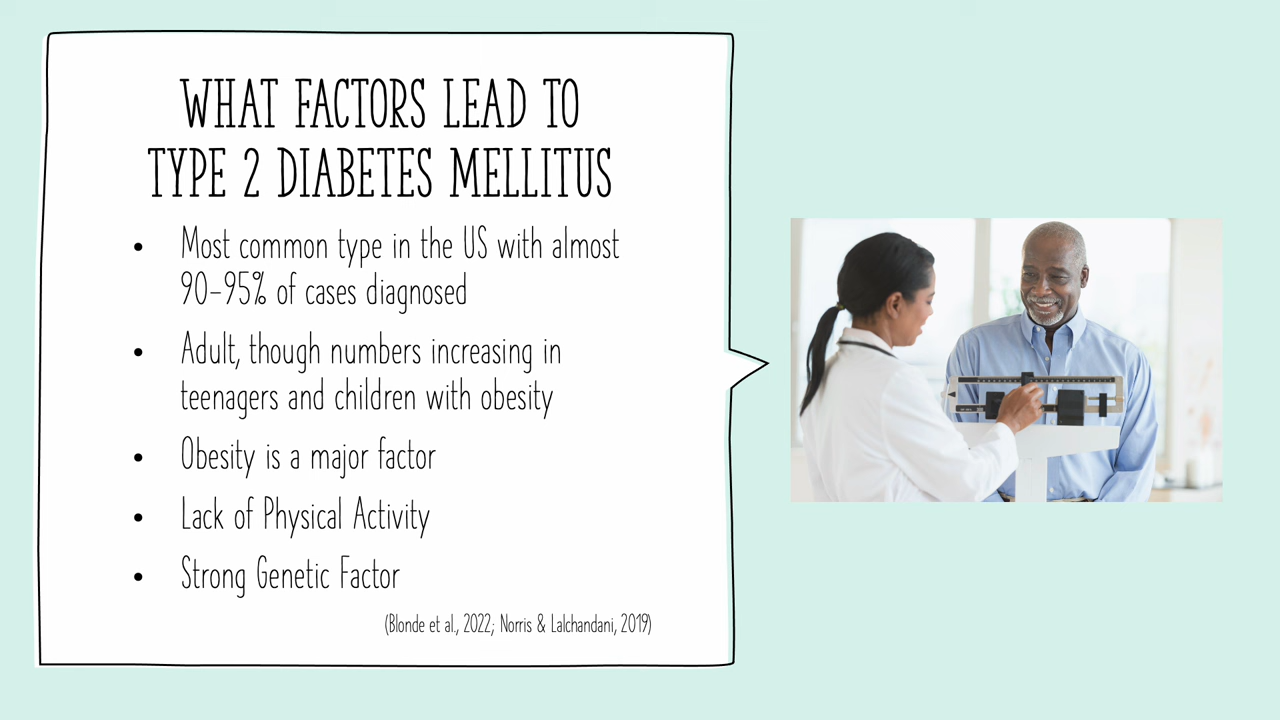 WHAT FACTORS LEAD TO
TYPE 2 DIABETES MELLITUS
• Most common type in the US with almost
90-95% of cases diagnosed
• Adult, though numbers increasing in
teenagers and children with obesity
• Obesity is a major factor
• Lack of Physical Activity
• Strong Genetic Factor
(Blonde et al., 2022; Norris & Lalchandani, 2019)